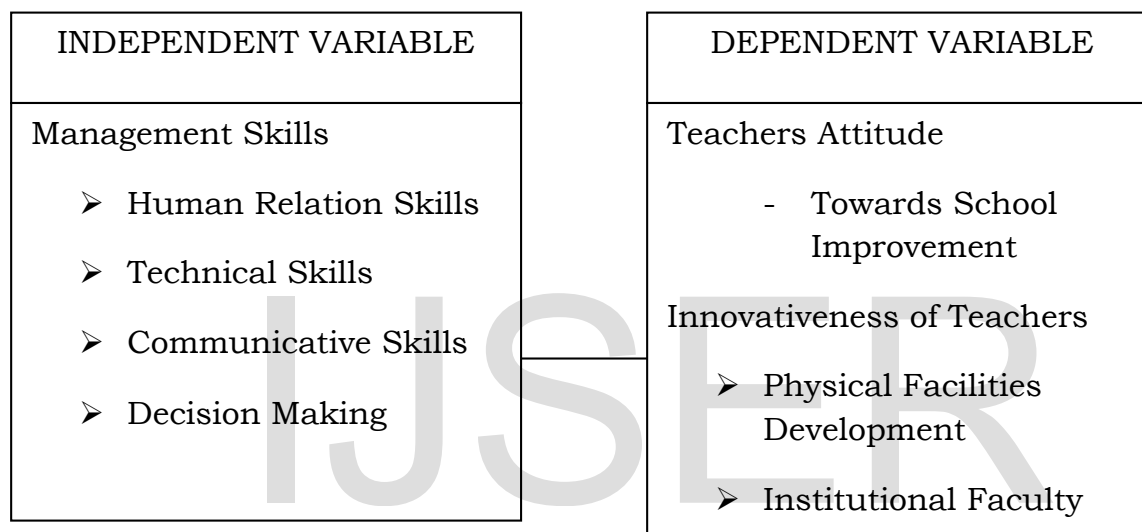 INDEPENDENT VARIABLE
Management Skills
➢ Human Relation Skills
➢ Technical Skills
➢ Communicative Skills
➢ Decision Making
DEPENDENT VARIABLE
Teachers Attitude
- Towards School
Improvement
Innovativeness of Teachers
➢ Physical Facilities
Development
➢ Institutional Faculty
IJSER